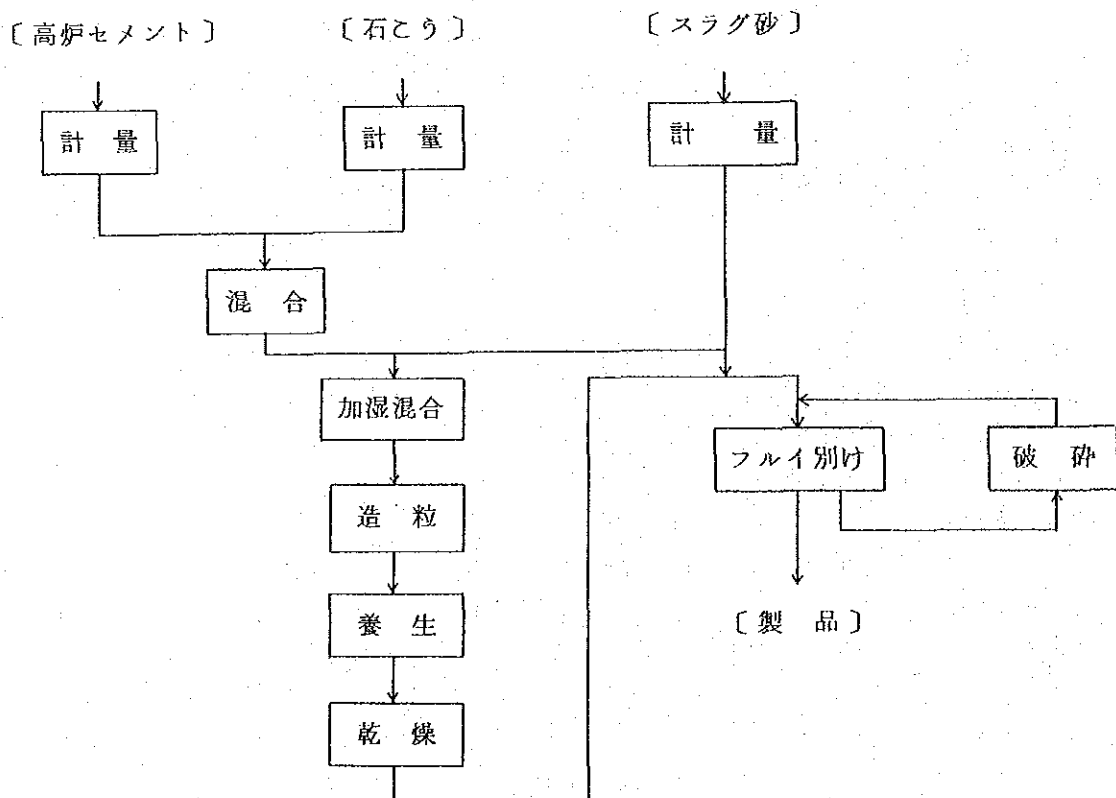 〔高炉セメント〕 〔石こう〕 〔スラグ砂〕
計 量 計 量 計 量
混 合
加湿混合
フルイ別け 破 砕
造 粒
養 生
〔製 品〕
乾 燥